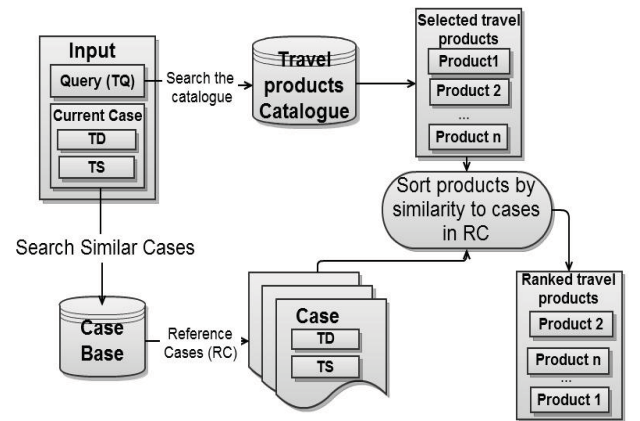 Input
Query (TQ)
Current Case
TD
TS
Search the
catalogue
Travel
products
Catalogue
Selected travel
products
Product1
Product 2
...
Product n
Sort products by
similarity to cases
in RC
Search Similar Cases
Case
Base
Reference
Cases (RC)
Case
TD
TS
Ranked travel
products
Product 2
Product n
...
Product 1